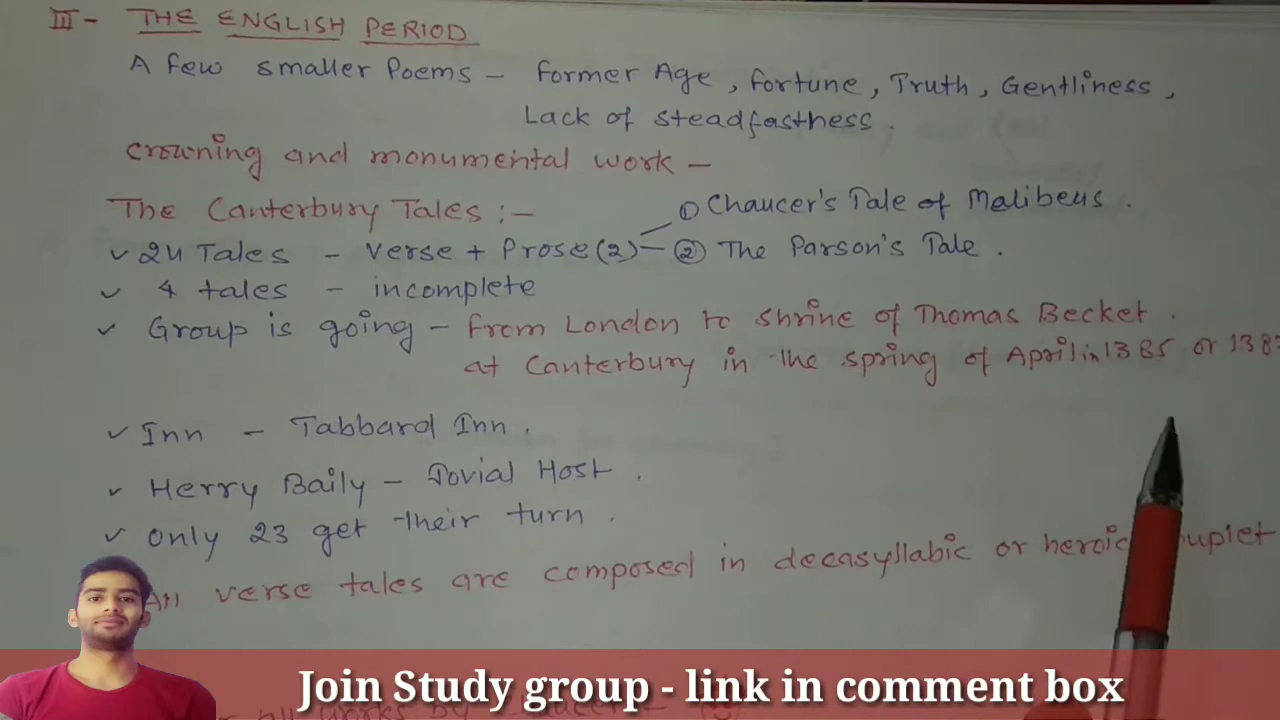 III - THE ENGLISH PERIOD
A few smaller Poems - Former Age, Fortune, Truth, Gentliness,
Lack of steadfastness.
Crowning and monumental work -
The Canterbury Tales :-
① Chaucer's Tale of Melibeus.
✓ 24 Tales - Verse + Prose (2) - ② The Parson's Tale.
✓ 4 tales - incomplete
✓ Group is going - From London to shrine of Thomas Becket.
at Canterbury in the spring of April in 1385 or
✓ Inn - Tabbard Inn.
✓ Herry Baily - Jovial Host.
✓ Only 23 get their turn.
All verse tales are composed in decasyllabic or heroic
Join Study group - link in comment box